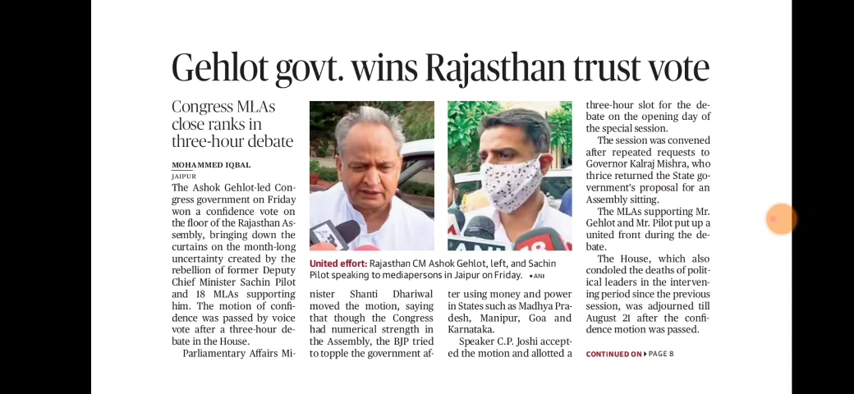 Gehlot govt. wins Rajasthan trust vote
Congress MLAs
close ranks in
three-hour debate
MOHAMMED IQBAL
JAIPUR
The Ashok Gehlot-led Con-
gress government on Friday
won a confidence vote on
the floor of the Rajasthan As-
sembly, bringing down the
curtains on the month-long
uncertainty created by the
rebellion of former Deputy
Chief Minister Sachin Pilot
and 18 MLAs supporting
him. The motion of confi-
dence was passed by voice
vote after a three-hour de-
bate in the House.
Parliamentary Affairs Mi-
ANI
18
United effort: Rajasthan CM Ashok Gehlot, left, and Sachin
Pilot speaking to mediapersons in Jaipur on Friday. • ANI
nister Shanti Dhariwal
moved the motion, saying
that though the Congress
had numerical strength in
the Assembly, the BJP tried
to topple the government af-
ter using money and power
in States such as Madhya Pra-
desh, Manipur, Goa and
Karnataka.
Speaker C.P. Joshi accept-
ed the motion and allotted a
three-hour slot for the de-
bate on the opening day of
the special session.
The session was convened
after repeated requests to
Governor Kalraj Mishra, who
thrice returned the State go-
vernment's proposal for an
Assembly sitting.
The MLAs supporting Mr.
Gehlot and Mr. Pilot put up a
united front during the de-
bate.
The House, which also
condoled the deaths of polit-
ical leaders in the interven-
ing period since the previous
session, was adjourned till
August 21 after the confi-
dence motion was passed.
CONTINUED ON ▶ PAGE 8